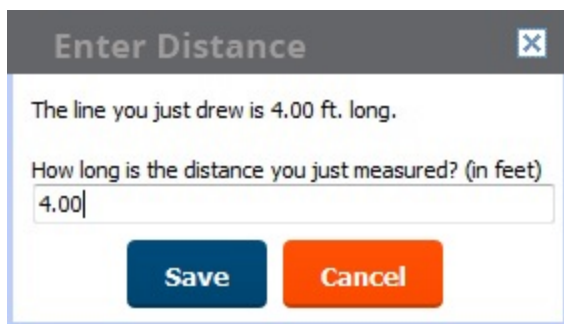 Enter Distance
The line you just drew is 4.00 ft. long.
How long is the distance you just measured? (in feet)
4.00
Save Cancel